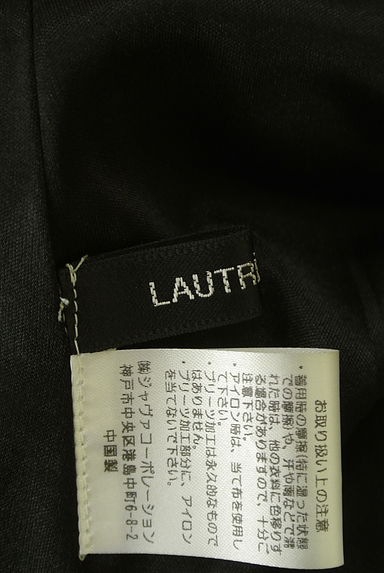 LAUTR
お取り扱い上の注意
・着用時の摩擦(特に湿った状態
での摩擦)や、汗や雨などで濡
れた時は、他の衣料に色移りす
る場合がありますので、十分に
注意下さい。
・アイロン時は、当て布を使用し
て下さい。
・プリーツ加工は永久的なもので
はありません。
・プリーツ加工部分に、アイロン
を当てないで下さい。
㈱ジャヴァコーポレーション
神戸市中央区港島中町6-8-2
中国製